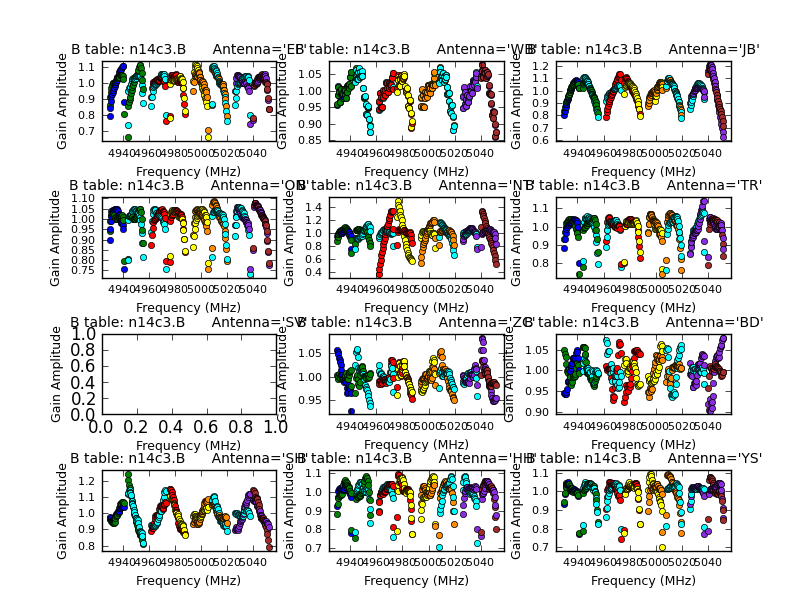 B table: n14c3.B Antenna='EF' B table: n14c3.B Antenna='WB' B table: n14c3.B Antenna='JB'
Gain Amplitude
1.1
1.0
0.9
0.8
0.7
4940 4960 4980 5000 5020 5040
Frequency (MHz)
Gain Amplitude
1.05
1.00
0.95
0.90
0.85
4940 4960 4980 5000 5020 5040
Frequency (MHz)
Gain Amplitude
1.2
1.1
1.0
0.9
0.8
0.7
0.6
4940 4960 4980 5000 5020 5040
Frequency (MHz)
B table: n14c3.B Antenna='ON' B table: n14c3.B Antenna='NT' B table: n14c3.B Antenna='TR'
Gain Amplitude
1.10
1.05
1.00
0.95
0.90
0.85
0.80
0.75
4940 4960 4980 5000 5020 5040
Frequency (MHz)
Gain Amplitude
1.4
1.2
1.0
0.8
0.6
0.4
4940 4960 4980 5000 5020 5040
Frequency (MHz)
Gain Amplitude
1.1
1.0
0.9
0.8
4940 4960 4980 5000 5020 5040
Frequency (MHz)
B table: n14c3.B Antenna='SV' B table: n14c3.B Antenna='ZC' B table: n14c3.B Antenna='BD'
Gain Amplitude
1.0
0.8
0.6
0.4
0.2
0.0
0.0 0.2 0.4 0.6 0.8 1.0
Frequency (MHz)
Gain Amplitude
1.05
1.00
0.95
4940 4960 4980 5000 5020 5040
Frequency (MHz)
Gain Amplitude
1.05
1.00
0.95
0.90
4940 4960 4980 5000 5020 5040
Frequency (MHz)
B table: n14c3.B Antenna='SH' B table: n14c3.B Antenna='HH' B table: n14c3.B Antenna='YS'
Gain Amplitude
1.2
1.1
1.0
0.9
0.8
4940 4960 4980 5000 5020 5040
Frequency (MHz)
Gain Amplitude
1.1
1.0
0.9
0.8
0.7
4940 4960 4980 5000 5020 5040
Frequency (MHz)
Gain Amplitude
1.1
1.0
0.9
0.8
0.7
4940 4960 4980 5000 5020 5040
Frequency (MHz)